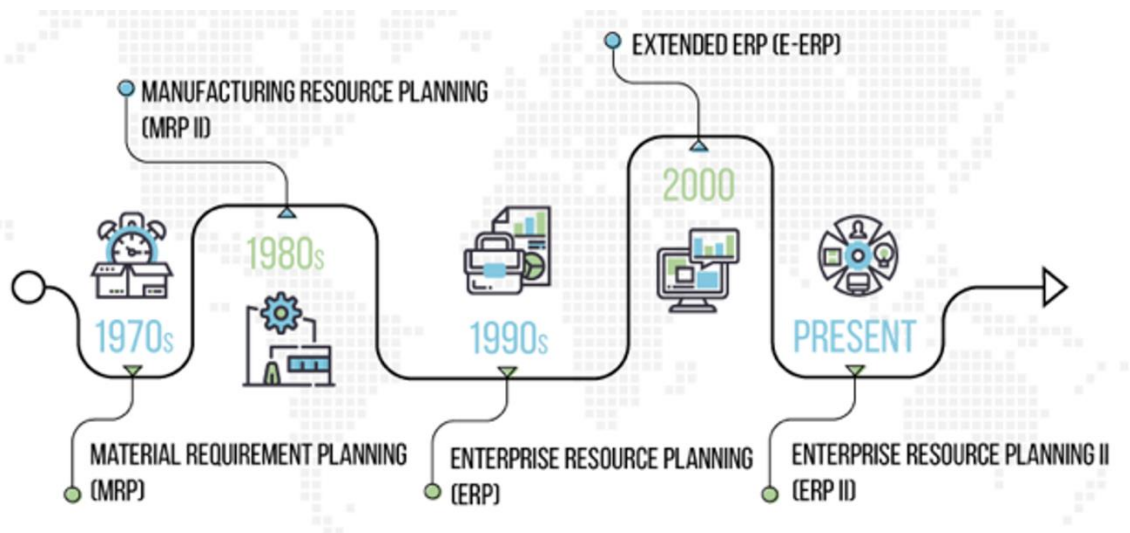 EXTENDED ERP (E-ERP)
MANUFACTURING RESOURCE PLANNING
(MRP II)
2000
1980s
1970s
1990s
PRESENT
MATERIAL REQUIREMENT PLANNING
(MRP)
ENTERPRISE RESOURCE PLANNING
(ERP)
ENTERPRISE RESOURCE PLANNING II
(ERP II)